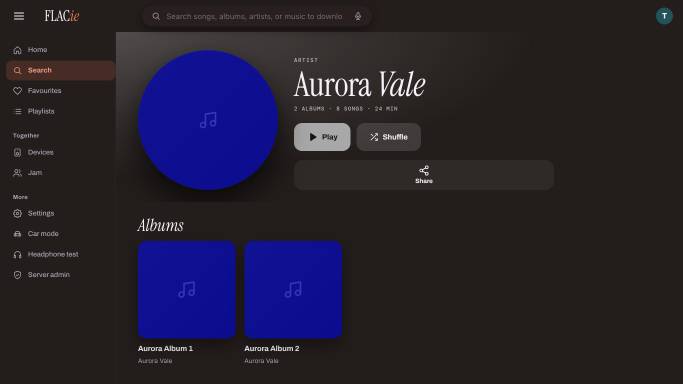 FLACie
Search songs, albums, artists, or music to downlo
T
Home
Search
Favourites
Playlists
Together
Devices
Jam
More
Settings
Car mode
Headphone test
Server admin
ARTIST
Aurora Vale
2 ALBUMS · 8 SONGS · 24 MIN
Play
Shuffle
Share
Albums
Aurora Album 1
Aurora Vale
Aurora Album 2
Aurora Vale